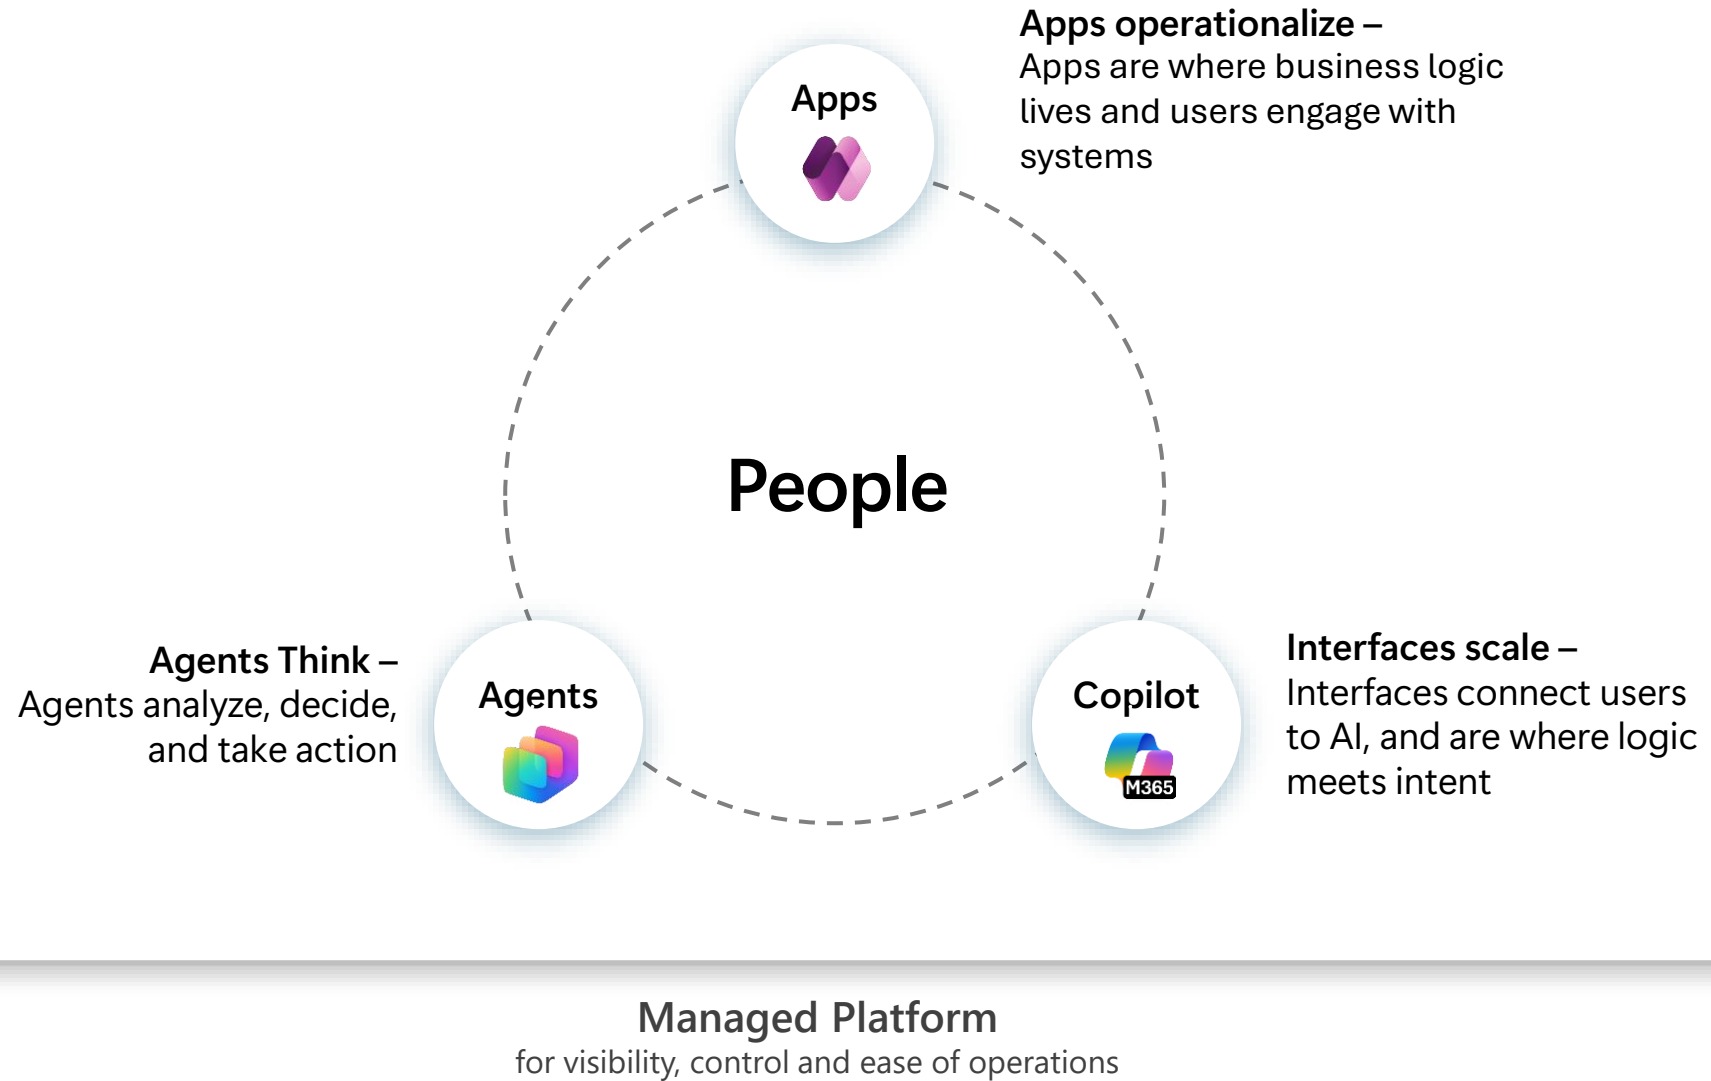 Apps operationalize –
Apps are where business logic
lives and users engage with
systems
Apps
People
Agents Think –
Agents analyze, decide,
and take action
Agents
Copilot
M365
Interfaces scale –
Interfaces connect users
to AI, and are where logic
meets intent
Managed Platform
for visibility, control and ease of operations